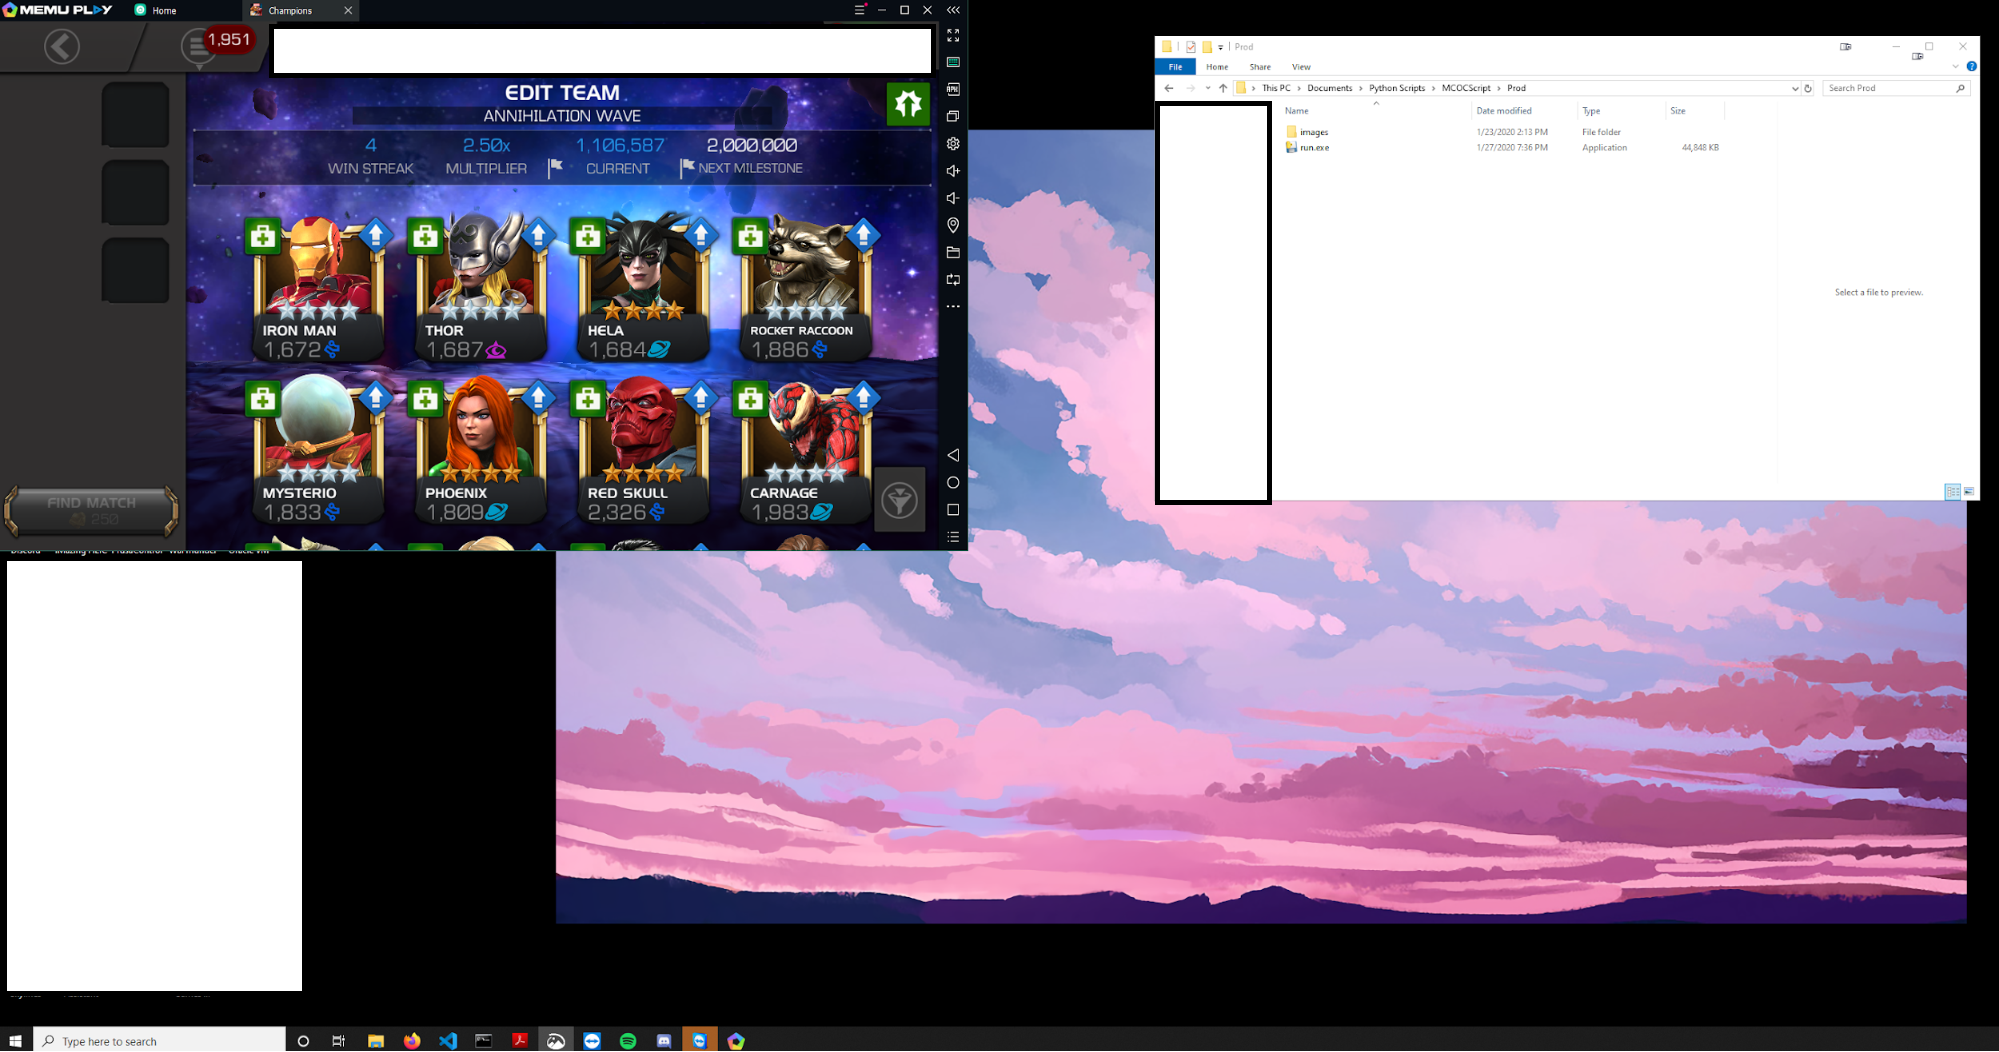 MEMU PLAY
Home
Champions
1,951
EDIT TEAM
ANNIHILATION WAVE
4
2.50x
1,106,587
2,000,000
WIN STREAK
MULTIPLIER
CURRENT
NEXT MILESTONE
IRON MAN
THOR
HELA
ROCKET RACCOON
1,672
1,687
1,684
1,886
MYSTERIO
PHOENIX
RED SKULL
CARNAGE
1,833
1,809
2,326
1,983
FIND MATCH
250
Prod
File
Home
Share
View
This PC > Documents > Python Scripts > MCOCScript > Prod
Search Prod
Name
Date modified
Type
Size
images
1/23/2020 2:13 PM
File folder
run.exe
1/27/2020 7:36 PM
Application
44,848 KB
Select a file to preview.
Type here to search